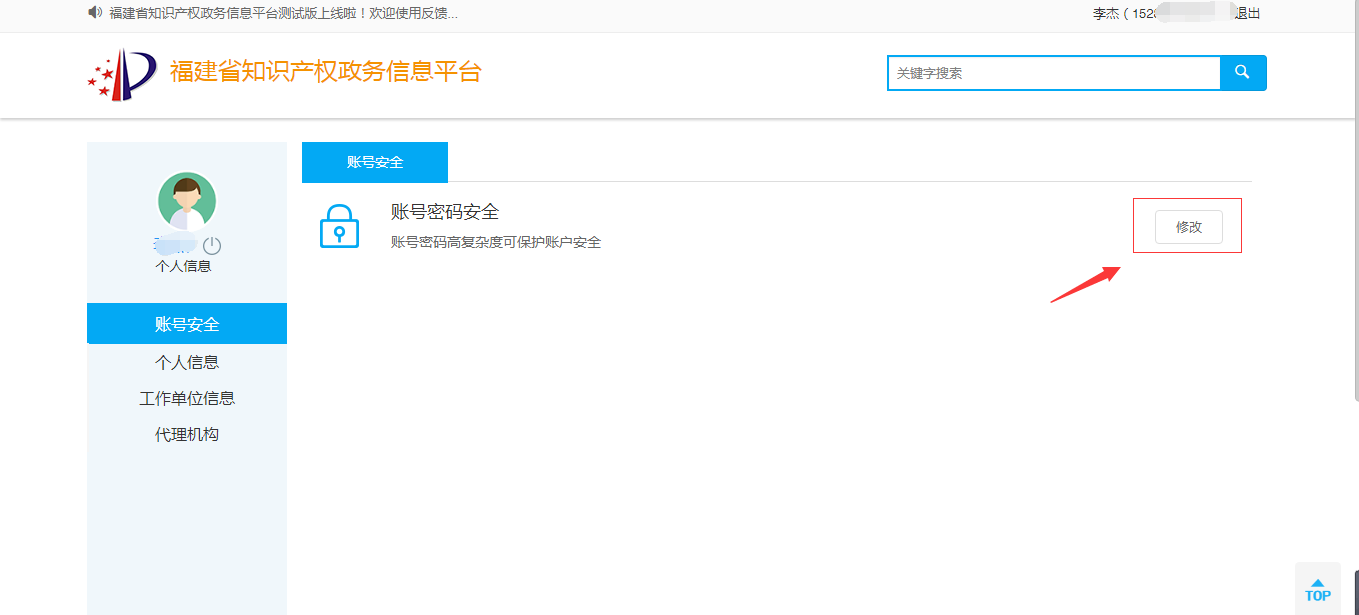 福建省知识产权政务信息平台测试版上线啦！欢迎使用反馈...
李杰 ( 152 退出
福建省知识产权政务信息平台
关键字搜索
账号安全
账号密码安全
账号密码高复杂度可保护账户安全
修改
个人信息
账号安全
个人信息
工作单位信息
代理机构
TOP